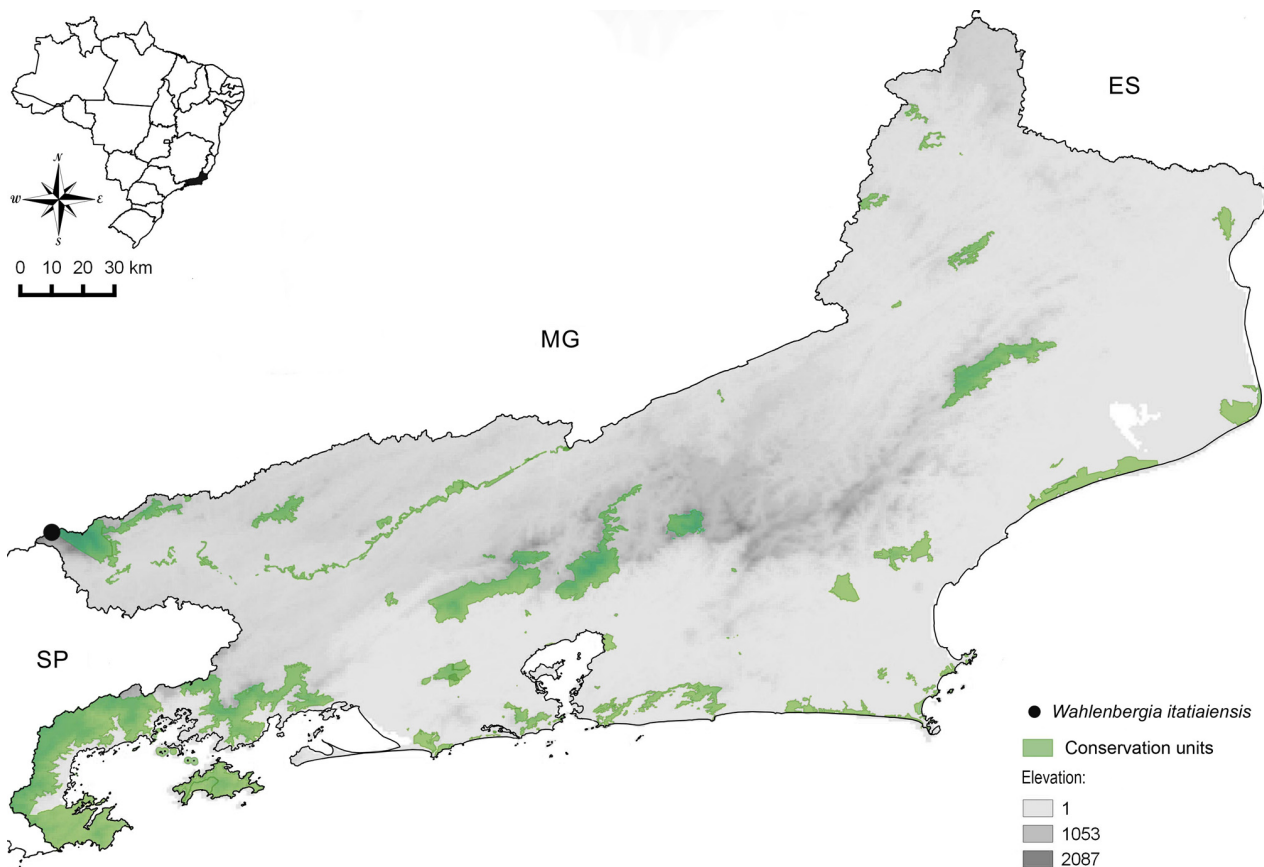 N
W
E
S
0 10 20 30 km
ES
MG
SP
Wahlenbergia itatiaiensis
Conservation units
Elevation:
1
1053
2087